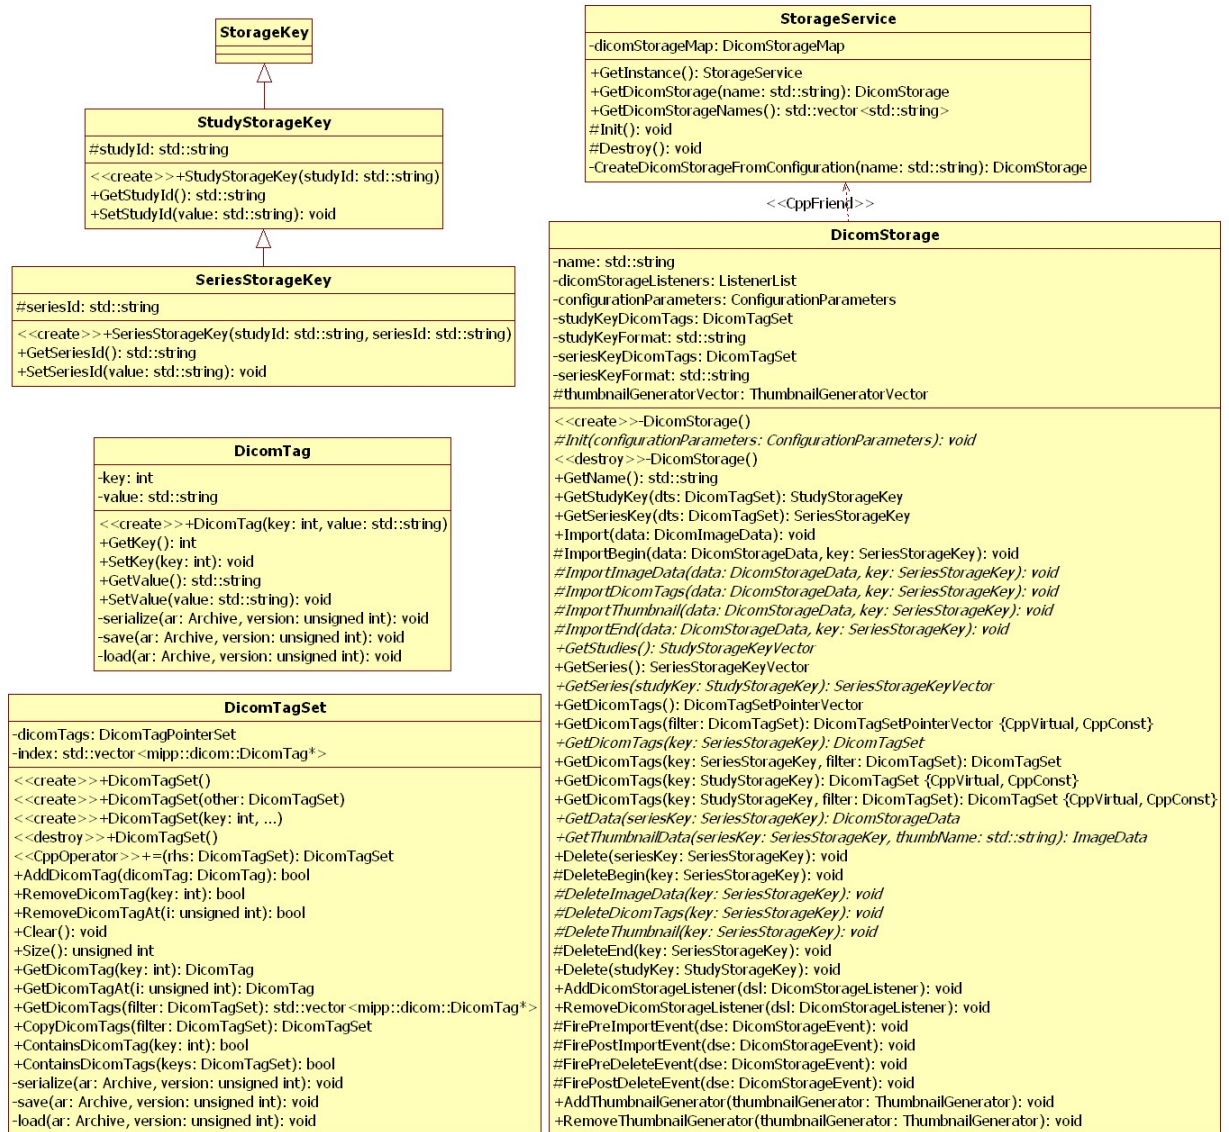 StorageKey
StudyStorageKey
#studyId: std::string
<<create>>+StudyStorageKey(studyId: std::string)
+GetStudyId(): std::string
+SetStudyId(value: std::string): void
SeriesStorageKey
#seriesId: std::string
<<create>>+SeriesStorageKey(studyId: std::string, seriesId: std::string)
+GetSeriesId(): std::string
+SetSeriesId(value: std::string): void
DicomTag
-key: int
-value: std::string
<<create>>+DicomTag(key: int, value: std::string)
+GetKey(): int
+SetKey(key: int): void
+GetValue(): std::string
+SetValue(value: std::string): void
-serialize(ar: Archive, version: unsigned int): void
-save(ar: Archive, version: unsigned int): void
-load(ar: Archive, version: unsigned int): void
DicomTagSet
-dicomTags: DicomTagPointerSet
-index: std::vector<mipp::dicom::DicomTag*>
<<create>>+DicomTagSet()
<<create>>+DicomTagSet(other: DicomTagSet)
<<create>>+DicomTagSet(key: int, ...)
<<destroy>>+DicomTagSet()
<<CppOperator>>+=(rhs: DicomTagSet): DicomTagSet
+AddDicomTag(dicomTag: DicomTag): bool
+RemoveDicomTag(key: int): bool
+RemoveDicomTagAt(i: unsigned int): bool
+Clear(): void
+Size(): unsigned int
+GetDicomTag(key: int): DicomTag
+GetDicomTagAt(i: unsigned int): DicomTag
+GetDicomTags(filter: DicomTagSet): std::vector<mipp::dicom::DicomTag*>
+CopyDicomTags(filter: DicomTagSet): DicomTagSet
+ContainsDicomTag(key: int): bool
+ContainsDicomTags(keys: DicomTagSet): bool
-serialize(ar: Archive, version: unsigned int): void
-save(ar: Archive, version: unsigned int): void
-load(ar: Archive, version: unsigned int): void
StorageService
-dicomStorageMap: DicomStorageMap
+GetInstance(): StorageService
+GetDicomStorage(name: std::string): DicomStorage
+GetDicomStorageNames(): std::vector<std::string>
#Init(): void
#Destroy(): void
-CreateDicomStorageFromConfiguration(name: std::string): DicomStorage
<<CppFriend>>
DicomStorage
-name: std::string
-dicomStorageListeners: ListenerList
-configurationParameters: ConfigurationParameters
-studyKeyDicomTags: DicomTagSet
-studyKeyFormat: std::string
-seriesKeyDicomTags: DicomTagSet
-seriesKeyFormat: std::string
#thumbnailGeneratorVector: ThumbnailGeneratorVector
<<create>>-DicomStorage()
#Init(configurationParameters: ConfigurationParameters): void
<<destroy>>-DicomStorage()
+GetName(): std::string
+GetStudyKey(dts: DicomTagSet): StudyStorageKey
+GetSeriesKey(dts: DicomTagSet): SeriesStorageKey
+Import(data: DicomImageData): void
#ImportBegin(data: DicomStorageData, key: SeriesStorageKey): void
#ImportImageData(data: DicomStorageData, key: SeriesStorageKey): void
#ImportDicomTags(data: DicomStorageData, key: SeriesStorageKey): void
#ImportThumbnail(data: DicomStorageData, key: SeriesStorageKey): void
#ImportEnd(data: DicomStorageData, key: SeriesStorageKey): void
+GetStudies(): StudyStorageKeyVector
+GetSeries(): SeriesStorageKeyVector
+GetSeries(studyKey: StudyStorageKey): SeriesStorageKeyVector
+GetDicomTags(): DicomTagSetPointerVector
+GetDicomTags(filter: DicomTagSet): DicomTagSetPointerVector {CppVirtual, CppConst}
+GetDicomTags(key: SeriesStorageKey): DicomTagSet
+GetDicomTags(key: SeriesStorageKey, filter: DicomTagSet): DicomTagSet
+GetDicomTags(key: StudyStorageKey): DicomTagSet {CppVirtual, CppConst}
+GetDicomTags(key: StudyStorageKey, filter: DicomTagSet): DicomTagSet {CppVirtual, CppConst}
+GetData(seriesKey: SeriesStorageKey): DicomStorageData
+GetThumbnailData(seriesKey: SeriesStorageKey, thumbName: std::string): ImageData
+Delete(seriesKey: SeriesStorageKey): void
#DeleteBegin(key: SeriesStorageKey): void
#DeleteImageData(key: SeriesStorageKey): void
#DeleteDicomTags(key: SeriesStorageKey): void
#DeleteThumbnail(key: SeriesStorageKey): void
#DeleteEnd(key: SeriesStorageKey): void
+Delete(studyKey: StudyStorageKey): void
+AddDicomStorageListener(dsl: DicomStorageListener): void
+RemoveDicomStorageListener(dsl: DicomStorageListener): void
#FirePreImportEvent(dse: DicomStorageEvent): void
#FirePostImportEvent(dse: DicomStorageEvent): void
#FirePreDeleteEvent(dse: DicomStorageEvent): void
#FirePostDeleteEvent(dse: DicomStorageEvent): void
+AddThumbnailGenerator(thumbnailGenerator: ThumbnailGenerator): void
+RemoveThumbnailGenerator(thumbnailGenerator: ThumbnailGenerator): void